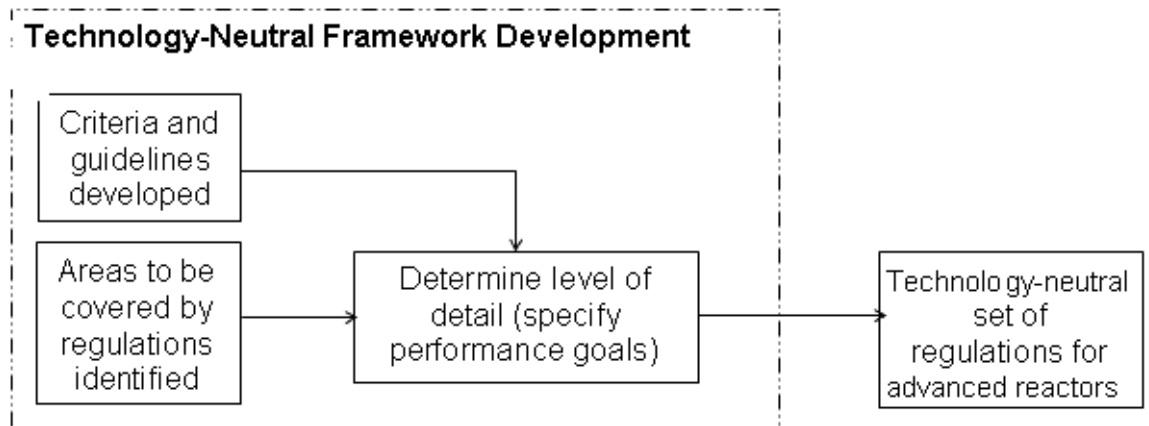 Technology-Neutral Framework Development
Criteria and
guidelines
developed
Areas to be
covered by
regulations
identified
Determine level of
detail (specify
performance goals)
Technology-neutral
set of
regulations for
advanced reactors